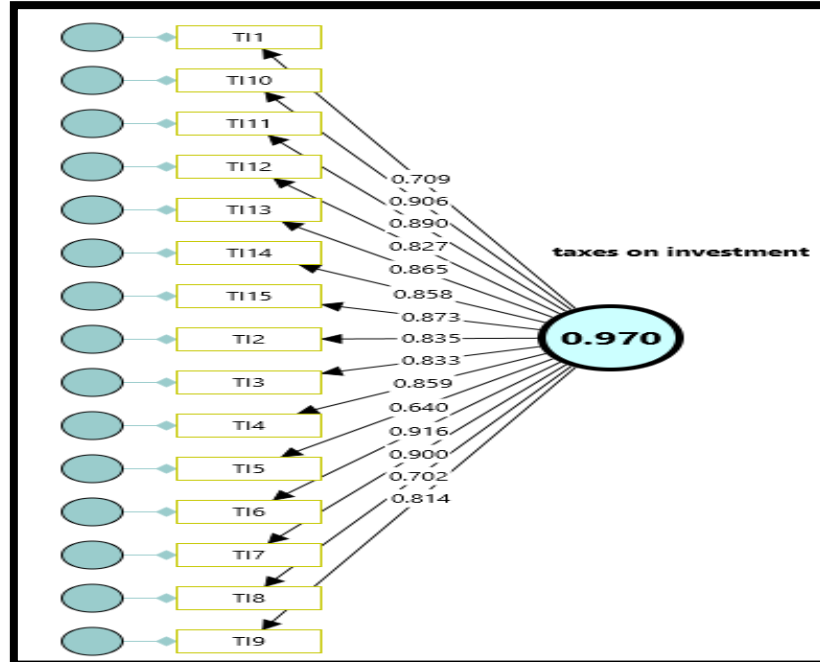 TI1
TI10
TI11
TI12
TI13
TI14
TI15
TI2
TI3
TI4
TI5
TI6
TI7
TI8
TI9
0.709
0.906
0.890
0.827
0.865
0.858
0.873
0.835
0.833
0.859
0.640
0.916
0.900
0.702
0.814
taxes on investment
0.970